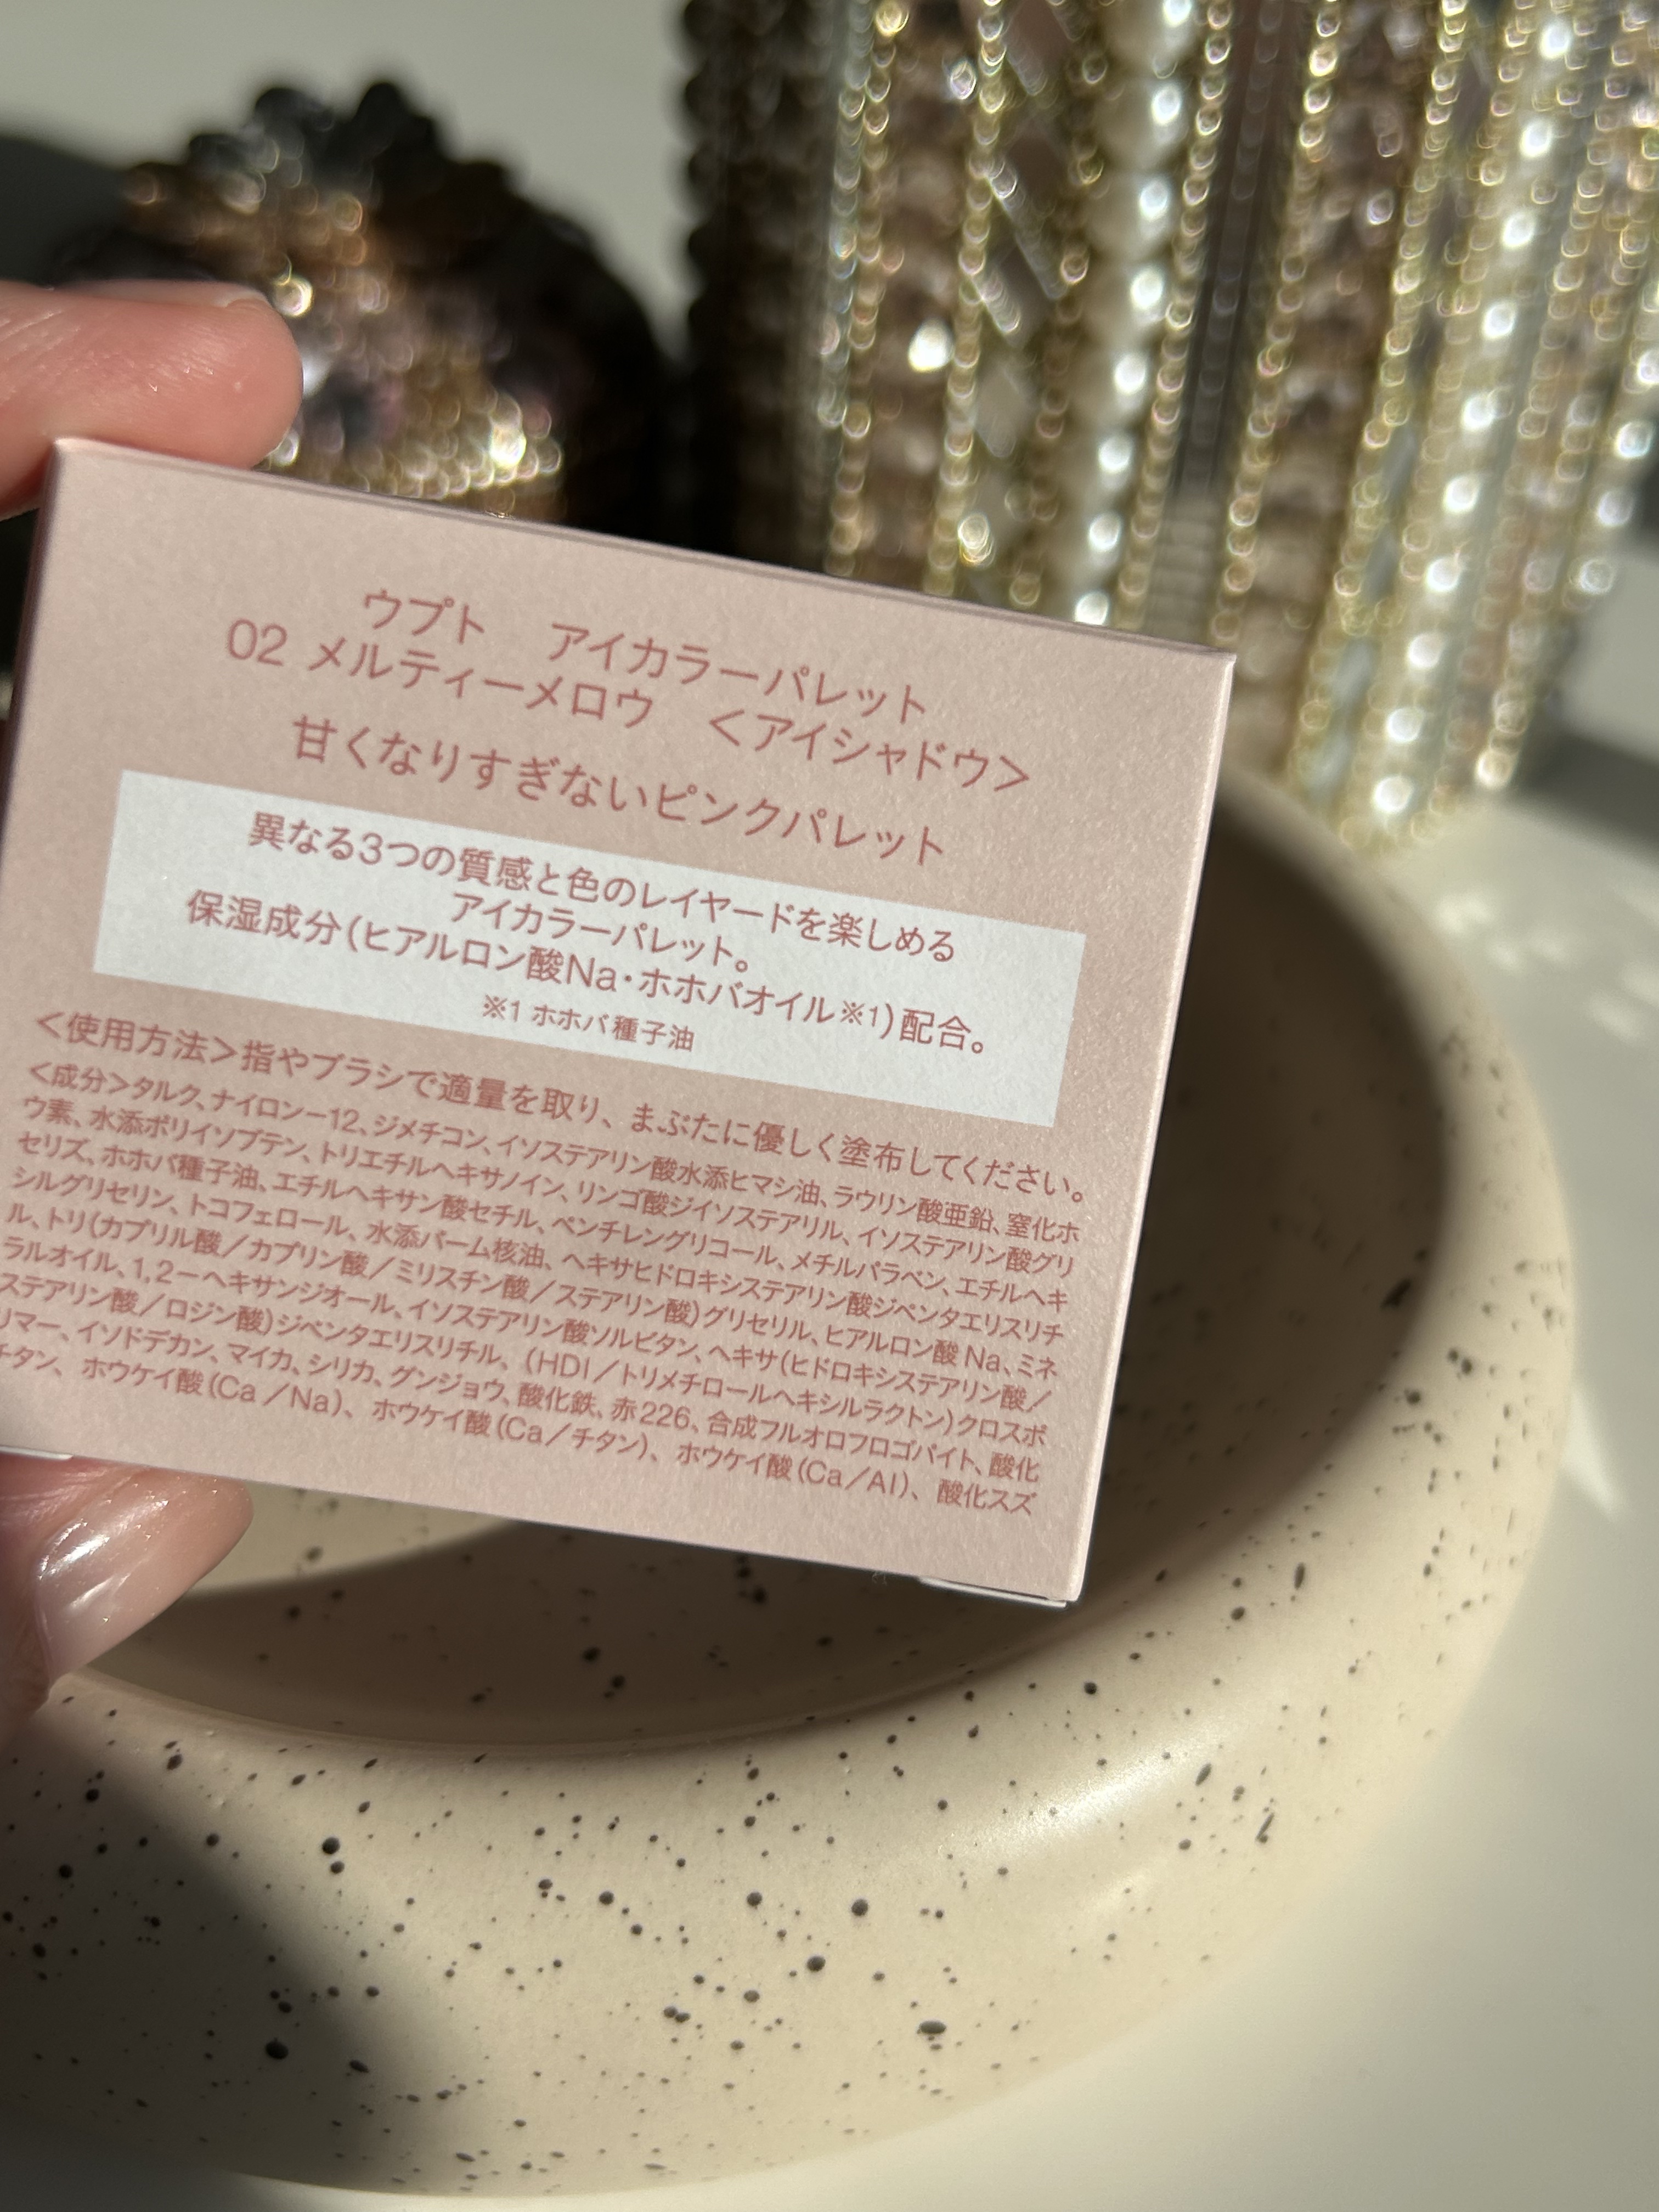 ウプト　アイカラーパレット
02 メルティーメロウ　<アイシャドウ>
甘くなりすぎないピンクパレット
異なる3つの質感と色のレイヤードを楽しめる
アイカラーパレット。
保湿成分(ヒアルロン酸Na・ホホバオイル※1)配合。
※1 ホホバ種子油
<使用方法>指やブラシで適量を取り、まぶたに優しく塗布してください。
<成分>タルク、ナイロン－12、ジメチコン、イソステアリン酸水添ヒマシ油、ラウリン酸亜鉛、窒化ホ
ウ素、水添ポリイソブテン、トリエチルヘキサノイン、リンゴ酸ジイソステアリル、イソステアリン酸グリ
セリズ、ホホバ種子油、エチルヘキサン酸セチル、ペンチレングリコール、メチルパラベン、エチルヘキ
シルグリセリン、トコフェロール、水添パーム核油、ヘキサヒドロキシステアリン酸ジペンタエリスリチ
ル、トリ(カプリル酸／カプリン酸／ミリスチン酸／ステアリン酸)グリセリル、ヒアルロン酸 Na、ミネ
ラルオイル、1,2－ヘキサンジオール、イソステアリン酸ソルビタン、ヘキサ(ヒドロキシステアリン酸／
ステアリン酸／ロジン酸)ジペンタエリスリチル、(HDI／トリメチロールヘキシルラクトン)クロスポ
リマー、イソドデカン、マイカ、シリカ、グンジョウ、酸化鉄、赤226、合成フルオロフロゴパイト、酸化
チタン、ホウケイ酸(Ca／Na)、ホウケイ酸(Ca／チタン)、ホウケイ酸(Ca／Al)、酸化スズ